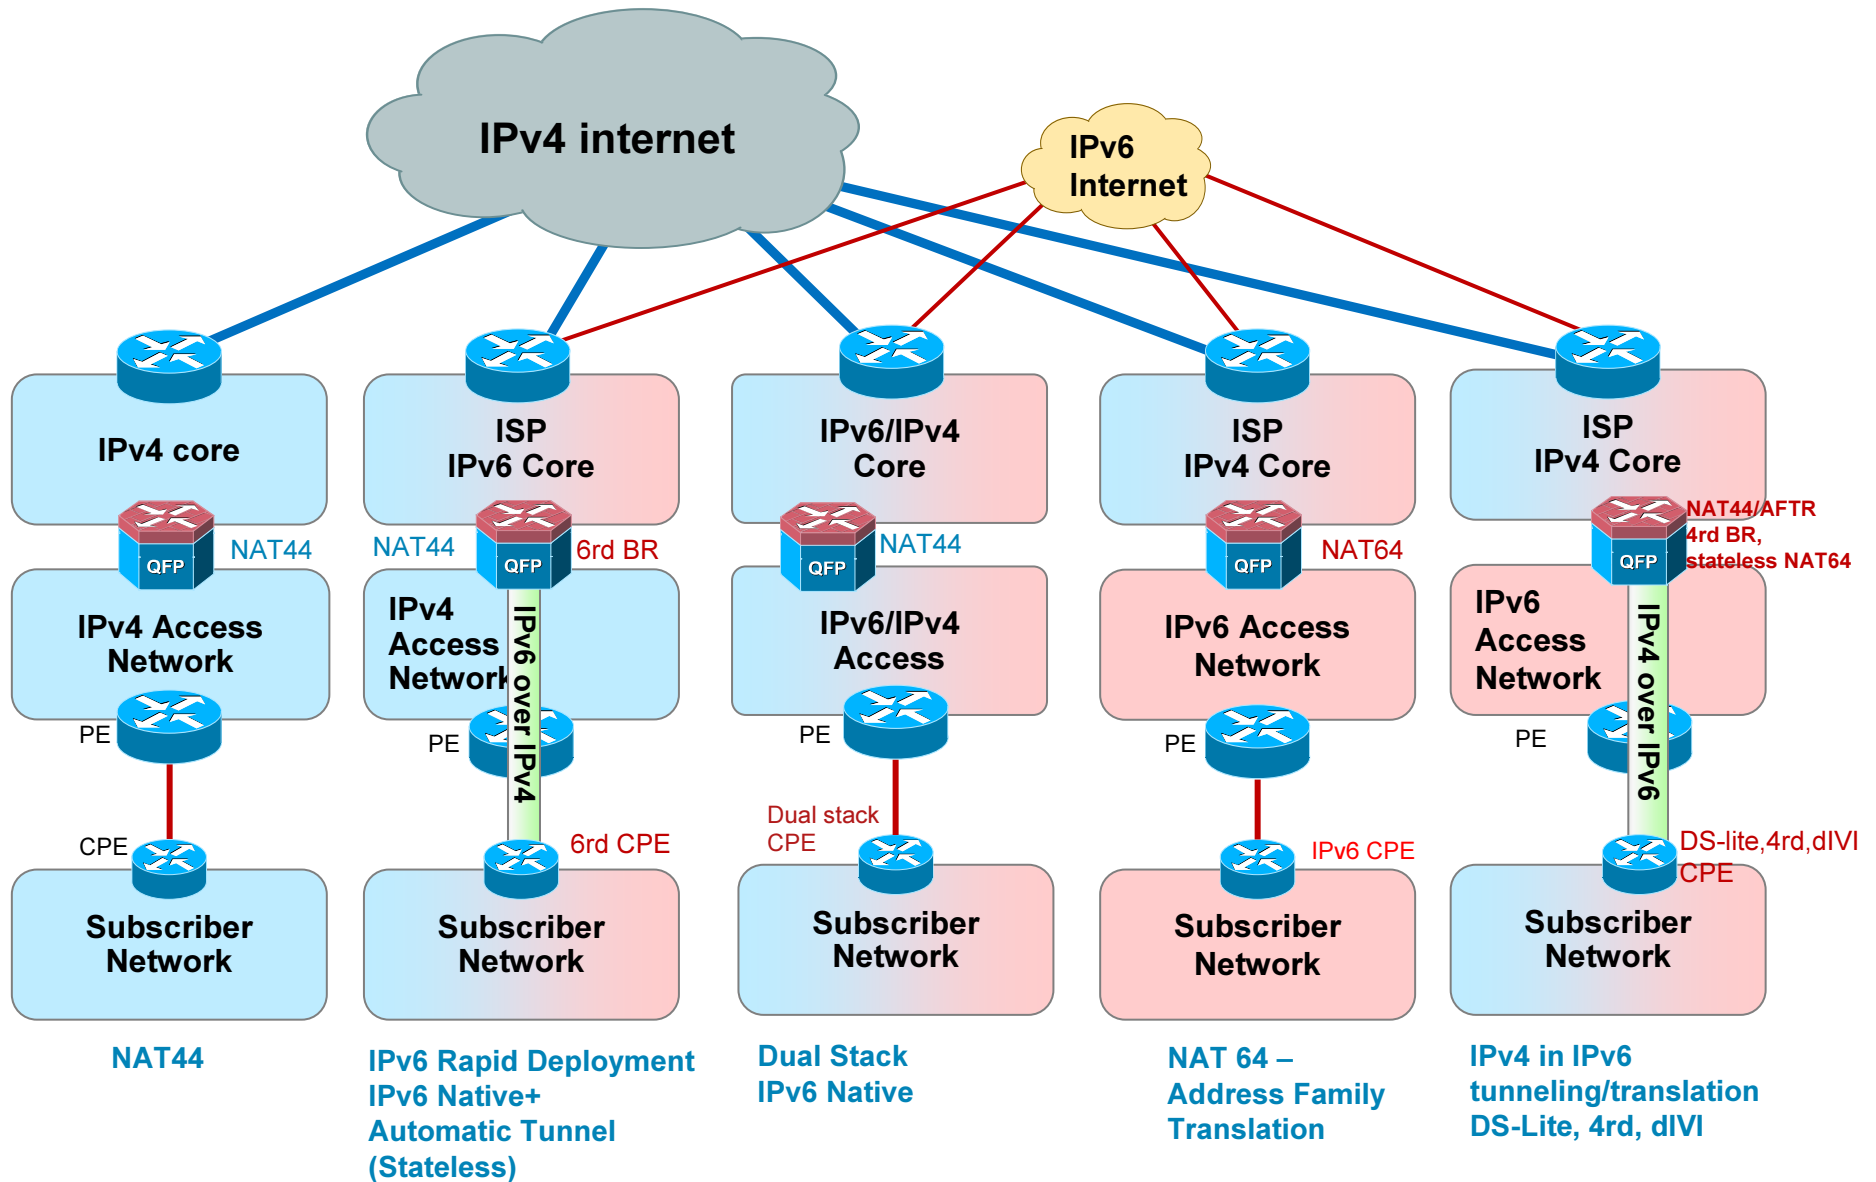 IPv4 internet
IPv6
Internet
IPv4 core
ISP
IPv6 Core
IPv6/IPv4
Core
ISP
IPv4 Core
ISP
IPv4 Core
QFP
NAT44
NAT44
QFP
6rd BR
QFP
NAT44
QFP
NAT64
QFP
NAT44/AFTR
4rd BR,
stateless NAT64
IPv4 Access
Network
IPv4
Access
Network
IPv6 over IPv4
IPv6/IPv4
Access
IPv6 Access
Network
IPv6
Access
Network
IPv4 over IPv6
PE
PE
PE
PE
PE
CPE
6rd CPE
Dual stack
CPE
IPv6 CPE
DS-lite,4rd,dIVI
CPE
Subscriber
Network
Subscriber
Network
Subscriber
Network
Subscriber
Network
Subscriber
Network
NAT44
IPv6 Rapid Deployment
IPv6 Native+
Automatic Tunnel
(Stateless)
Dual Stack
IPv6 Native
NAT 64 –
Address Family
Translation
IPv4 in IPv6
tunneling/translation
DS-Lite, 4rd, dIVI